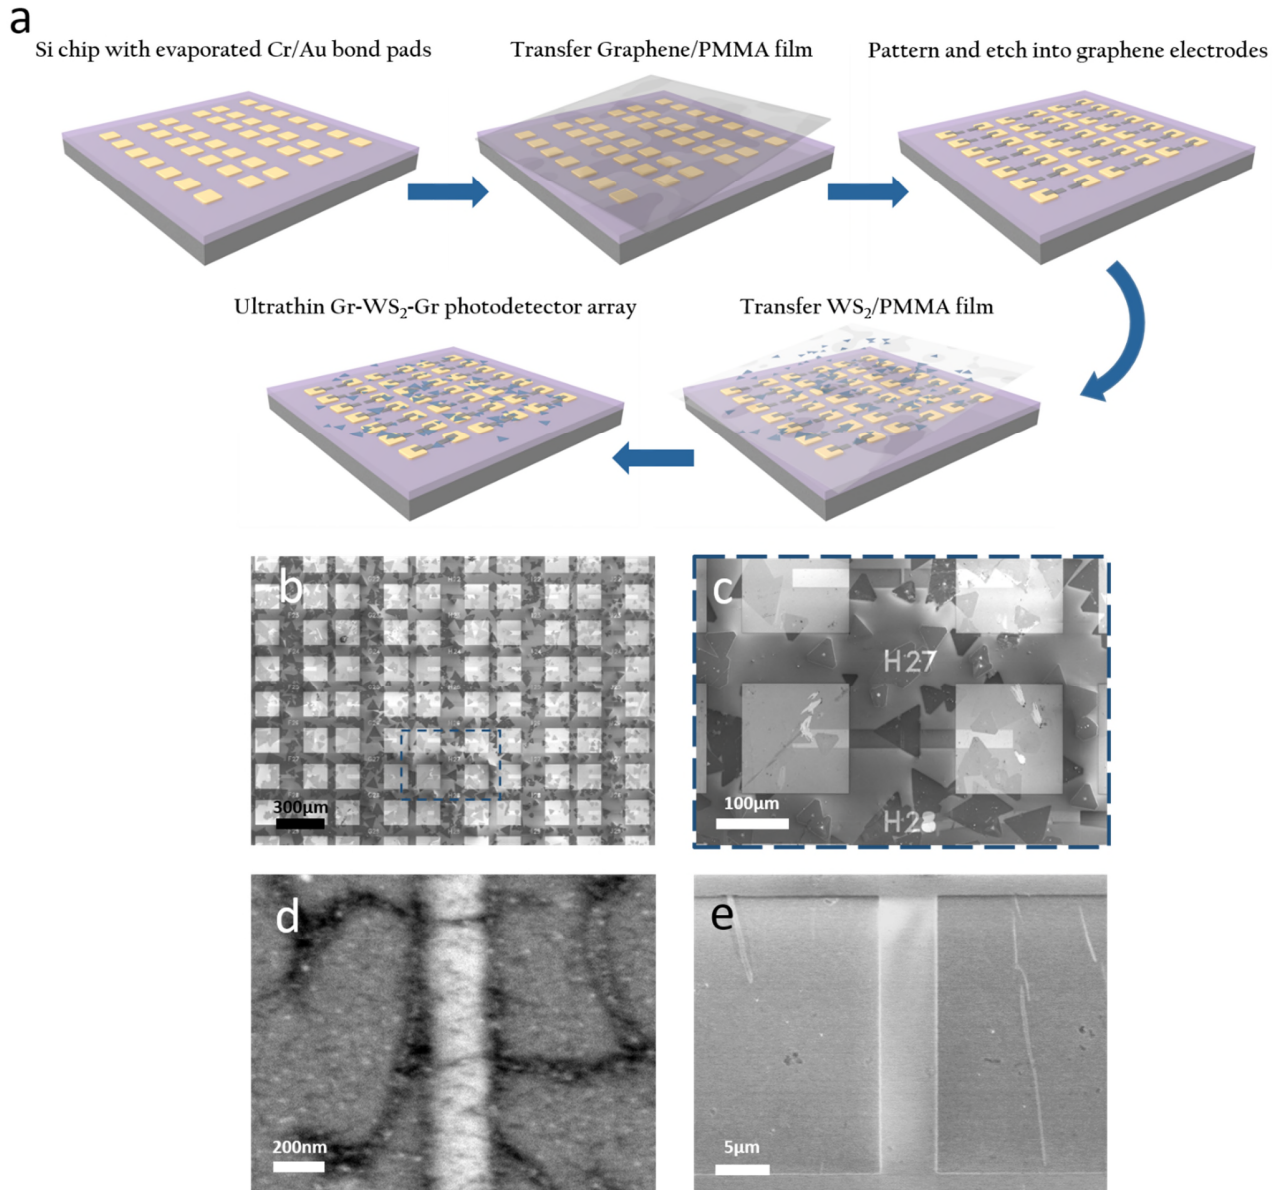 a
Si chip with evaporated Cr/Au bond pads
Transfer Graphene/PMMA film
Pattern and etch into graphene electrodes
Ultrathin Gr-WS₂-Gr photodetector array
Transfer WS₂/PMMA film
b
300μm
c
H27
H28
100μm
d
200nm
e
5μm